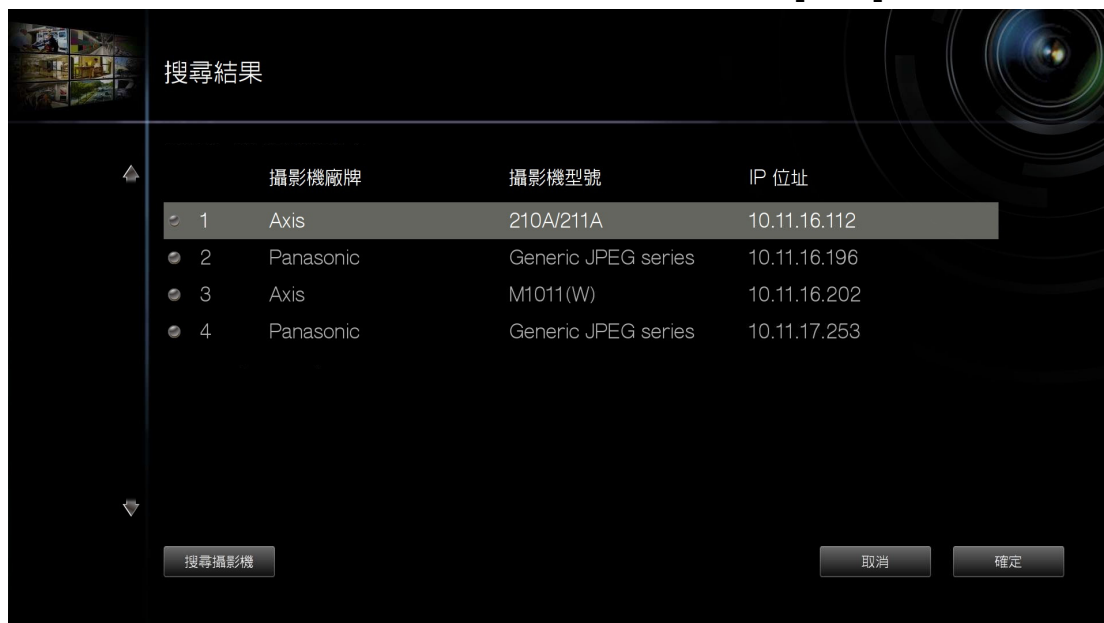 搜尋結果
攝影機廠牌 攝影機型號 IP 位址
1 Axis 210A/211A 10.11.16.112
2 Panasonic Generic JPEG series 10.11.16.196
3 Axis M1011(W) 10.11.16.202
4 Panasonic Generic JPEG series 10.11.17.253
搜尋攝影機 取消 確定